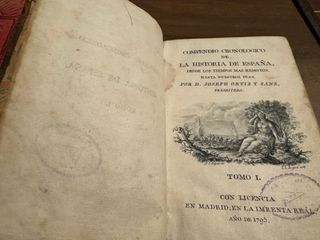 COMPENDIO CRONOLOGICO
DE
LA HISTORIA DE ESPAÑA,
DESDE LOS TIEMPOS MAS REMOTOS,
HASTA NUESTROS DIAS.
POR D. JOSEPH ORTIZ Y SANZ,
PRESBITERO.
TOMO I.
CON LICENCIA
EN MADRID, EN LA IMPRENTA REAL
AÑO DE 1795.